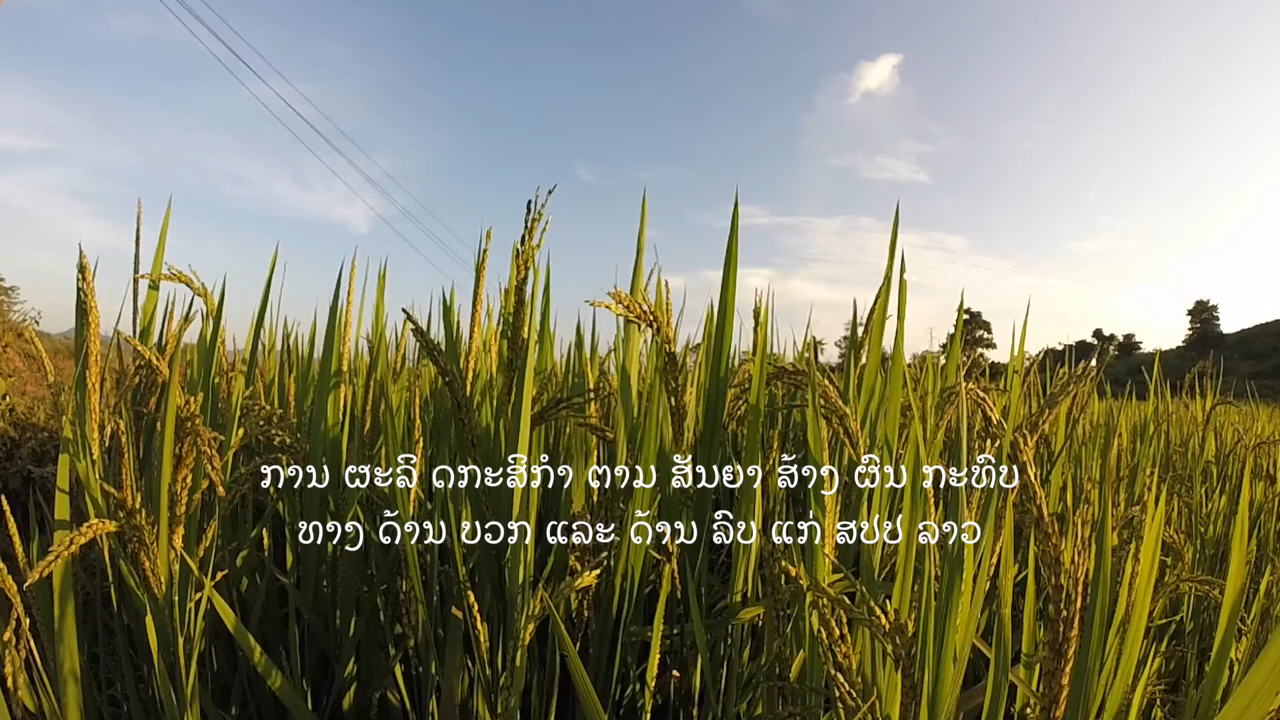 ການ ຜະລິ ດກະສິກຳ ຕາມ ສັນຍາ ສ້າງ ຜົນ ກະທົບ
ທາງ ດ້ານ ບວກ ແລະ ດ້ານ ລົບ ແກ່ ສປປ ລາວ